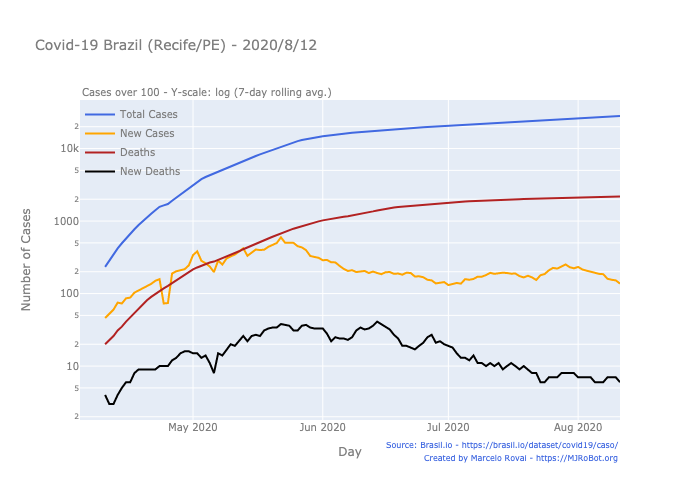 Covid-19 Brazil (Recife/PE) - 2020/8/12
Cases over 100 - Y-scale: log (7-day rolling avg.)
Total Cases
New Cases
Deaths
New Deaths
2
10k
5
2
1000
5
2
100
5
2
10
5
2
Number of Cases
May 2020
Jun 2020
Jul 2020
Aug 2020
Day
Source: Brasil.io - https://brasil.io/dataset/covid19/caso/
Created by Marcelo Rovai - https://MJRoBot.org